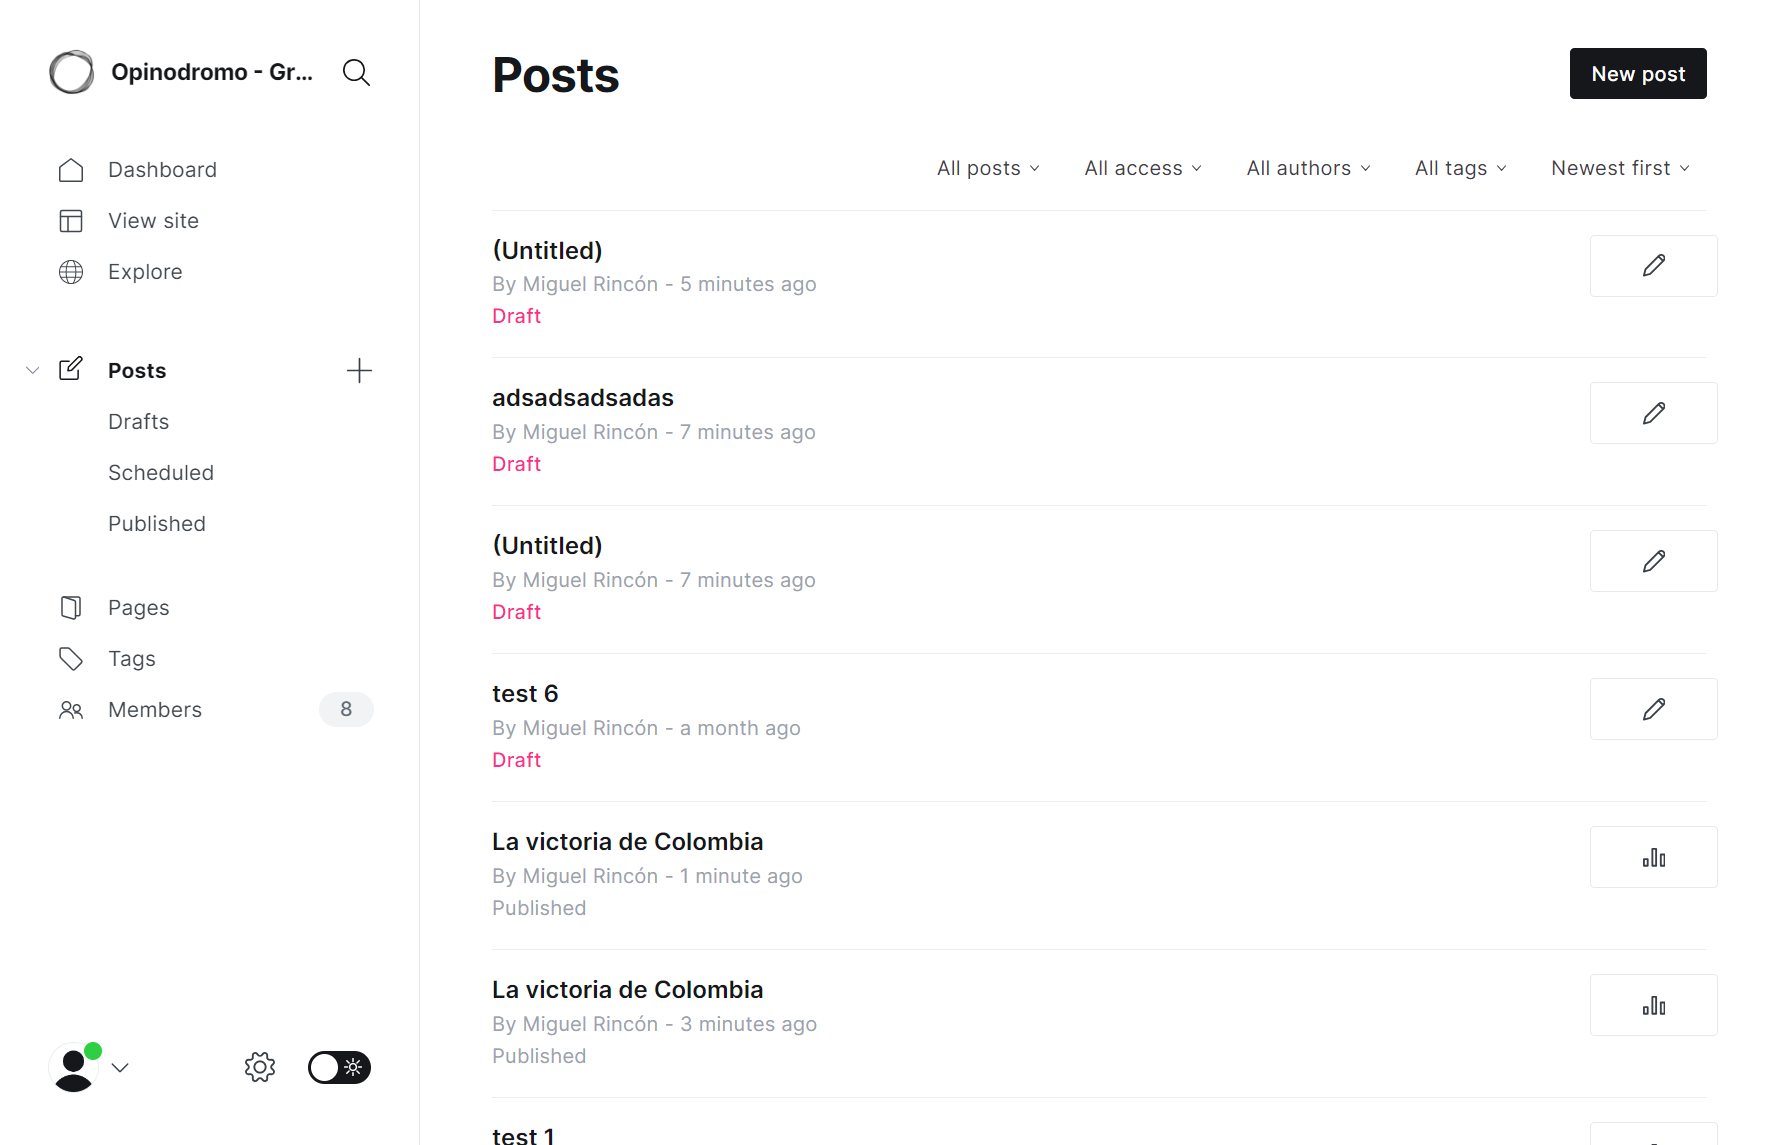 Opinodromo - Gr...
Dashboard
View site
Explore
Posts
Drafts
Scheduled
Published
Pages
Tags
Members 8
Posts
New post
All posts All access All authors All tags Newest first
(Untitled)
By Miguel Rincón - 5 minutes ago
Draft
adsadsadsadas
By Miguel Rincón - 7 minutes ago
Draft
(Untitled)
By Miguel Rincón - 7 minutes ago
Draft
test 6
By Miguel Rincón - a month ago
Draft
La victoria de Colombia
By Miguel Rincón - 1 minute ago
Published
La victoria de Colombia
By Miguel Rincón - 3 minutes ago
Published
test 1